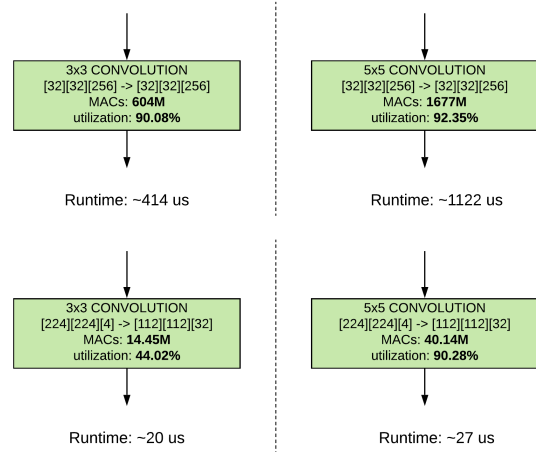 3x3 CONVOLUTION
[32][32][256] -> [32][32][256]
MACs: 604M
utilization: 90.08%
Runtime: ~414 us
5x5 CONVOLUTION
[32][32][256] -> [32][32][256]
MACs: 1677M
utilization: 92.35%
Runtime: ~1122 us
3x3 CONVOLUTION
[224][224][4] -> [112][112][32]
MACs: 14.45M
utilization: 44.02%
Runtime: ~20 us
5x5 CONVOLUTION
[224][224][4] -> [112][112][32]
MACs: 40.14M
utilization: 90.28%
Runtime: ~27 us